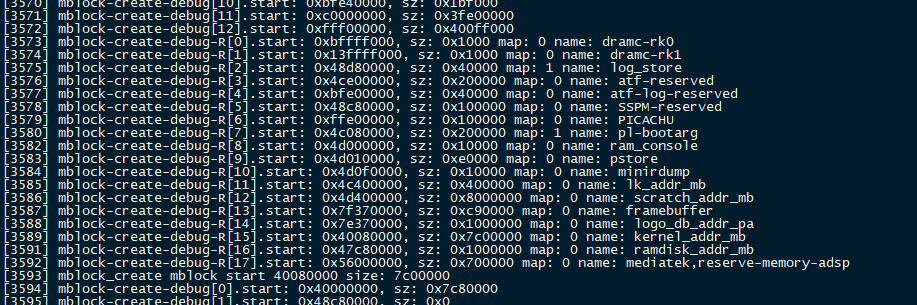 [3570] mblock-create-debug[10].start: 0xbfe40000, sz: 0x1bf000
[3571] mblock-create-debug[11].start: 0xc0000000, sz: 0x3fe00000
[3572] mblock-create-debug[12].start: 0xfff00000, sz: 0x400ff000
[3573] mblock-create-debug-R[0].start: 0xbffff000, sz: 0x1000 map: 0 name: dramc-rk0
[3574] mblock-create-debug-R[1].start: 0x13ffff000, sz: 0x1000 map: 0 name: dramc-rk1
[3575] mblock-create-debug-R[2].start: 0x48d80000, sz: 0x40000 map: 1 name: log_store
[3576] mblock-create-debug-R[3].start: 0x4ce00000, sz: 0x200000 map: 0 name: atf-reserved
[3577] mblock-create-debug-R[4].start: 0xbfe00000, sz: 0x40000 map: 0 name: atf-log-reserved
[3578] mblock-create-debug-R[5].start: 0x48c80000, sz: 0x100000 map: 0 name: SSPM-reserved
[3579] mblock-create-debug-R[6].start: 0xffe00000, sz: 0x100000 map: 0 name: PICACHU
[3580] mblock-create-debug-R[7].start: 0x4c080000, sz: 0x200000 map: 1 name: pl-bootarg
[3582] mblock-create-debug-R[8].start: 0x4d000000, sz: 0x10000 map: 0 name: ram_console
[3583] mblock-create-debug-R[9].start: 0x4d010000, sz: 0xe0000 map: 0 name: pstore
[3584] mblock-create-debug-R[10].start: 0x4d0f0000, sz: 0x10000 map: 0 name: minirdump
[3585] mblock-create-debug-R[11].start: 0x4c400000, sz: 0x400000 map: 0 name: lk_addr_mb
[3586] mblock-create-debug-R[12].start: 0x4d400000, sz: 0x8000000 map: 0 name: scratch_addr_mb
[3587] mblock-create-debug-R[13].start: 0x7f370000, sz: 0xc90000 map: 0 name: framebuffer
[3588] mblock-create-debug-R[14].start: 0x7e370000, sz: 0x1000000 map: 0 name: logo_db_addr_pa
[3589] mblock-create-debug-R[15].start: 0x40080000, sz: 0x7c00000 map: 0 name: kernel_addr_mb
[3591] mblock-create-debug-R[16].start: 0x47c80000, sz: 0x1000000 map: 0 name: ramdisk_addr_mb
[3592] mblock-create-debug-R[17].start: 0x56000000, sz: 0x700000 map: 0 name: mediatek,reserve-memory-adsp
[3593] mblock_create mblock start 40080000 size: 7c00000
[3594] mblock-create-debug[0].start: 0x40000000, sz: 0x7c80000
[3595] mblock-create-debug[1].start: 0x48c80000, sz: 0x0